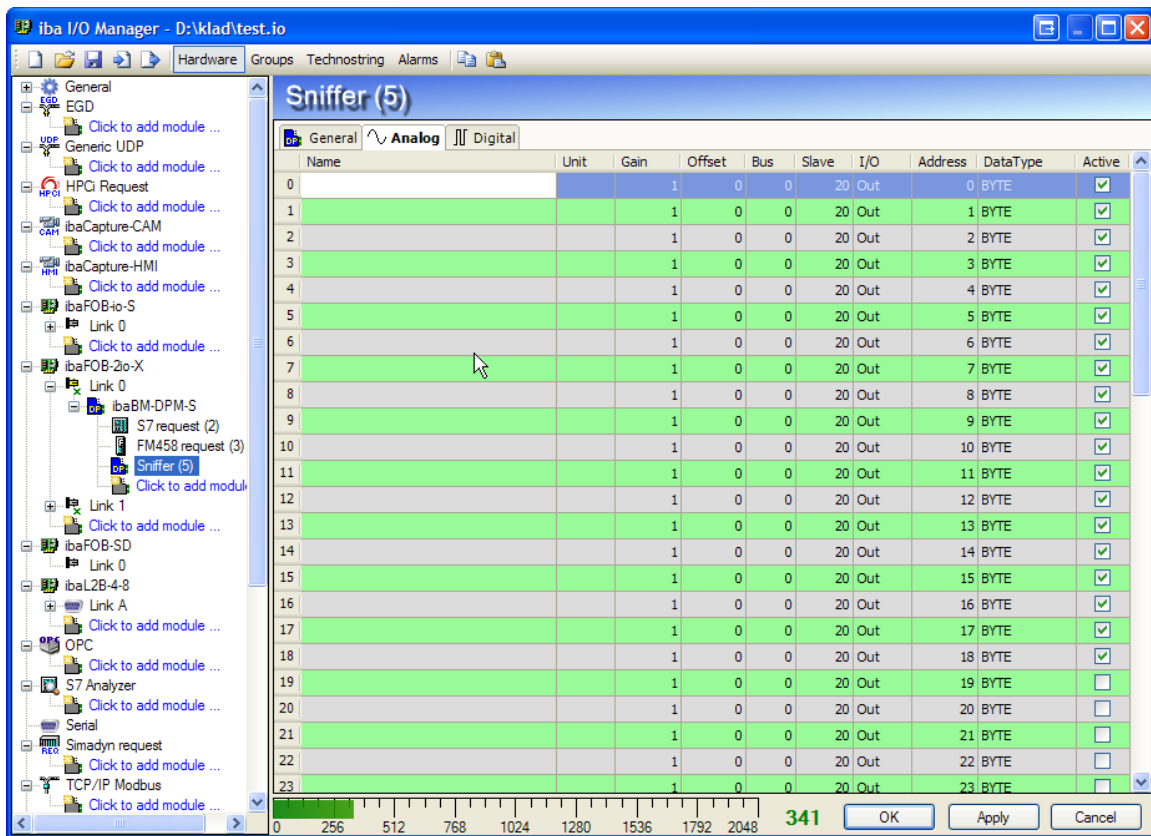 iba I/O Manager - D:\klad\test.io
Hardware Groups Technostring Alarms
General
EGD
EGD
Click to add module ...
UDP
Generic UDP
Click to add module ...
HPCi
HPCi Request
Click to add module ...
CAM
ibaCapture-CAM
Click to add module ...
HMI
ibaCapture-HMI
Click to add module ...
ibaFOB-io-S
Link 0
Click to add module ...
ibaFOB-2io-X
Link 0
DP
ibaBM-DPM-S
S7 request (2)
FM458 request (3)
DP
Sniffer (5)
Click to add modul
Link 1
Click to add module ...
ibaFOB-SD
Link 0
ibaL2B-4-8
Link A
Click to add module ...
OPC
OPC
Click to add module ...
S7 Analyzer
Click to add module ...
Serial
REQ
Simadyn request
Click to add module ...
TCP/IP Modbus
Click to add module ...
Sniffer (5)
DP General Analog Digital
Name Unit Gain Offset Bus Slave I/O Address DataType Active
0 1 0 0 20 Out 0 BYTE
1 1 0 0 20 Out 1 BYTE
2 1 0 0 20 Out 2 BYTE
3 1 0 0 20 Out 3 BYTE
4 1 0 0 20 Out 4 BYTE
5 1 0 0 20 Out 5 BYTE
6 1 0 0 20 Out 6 BYTE
7 1 0 0 20 Out 7 BYTE
8 1 0 0 20 Out 8 BYTE
9 1 0 0 20 Out 9 BYTE
10 1 0 0 20 Out 10 BYTE
11 1 0 0 20 Out 11 BYTE
12 1 0 0 20 Out 12 BYTE
13 1 0 0 20 Out 13 BYTE
14 1 0 0 20 Out 14 BYTE
15 1 0 0 20 Out 15 BYTE
16 1 0 0 20 Out 16 BYTE
17 1 0 0 20 Out 17 BYTE
18 1 0 0 20 Out 18 BYTE
19 1 0 0 20 Out 19 BYTE
20 1 0 0 20 Out 20 BYTE
21 1 0 0 20 Out 21 BYTE
22 1 0 0 20 Out 22 BYTE
23 1 0 0 20 Out 23 BYTE
0 256 512 768 1024 1280 1536 1792 2048
341 OK Apply Cancel